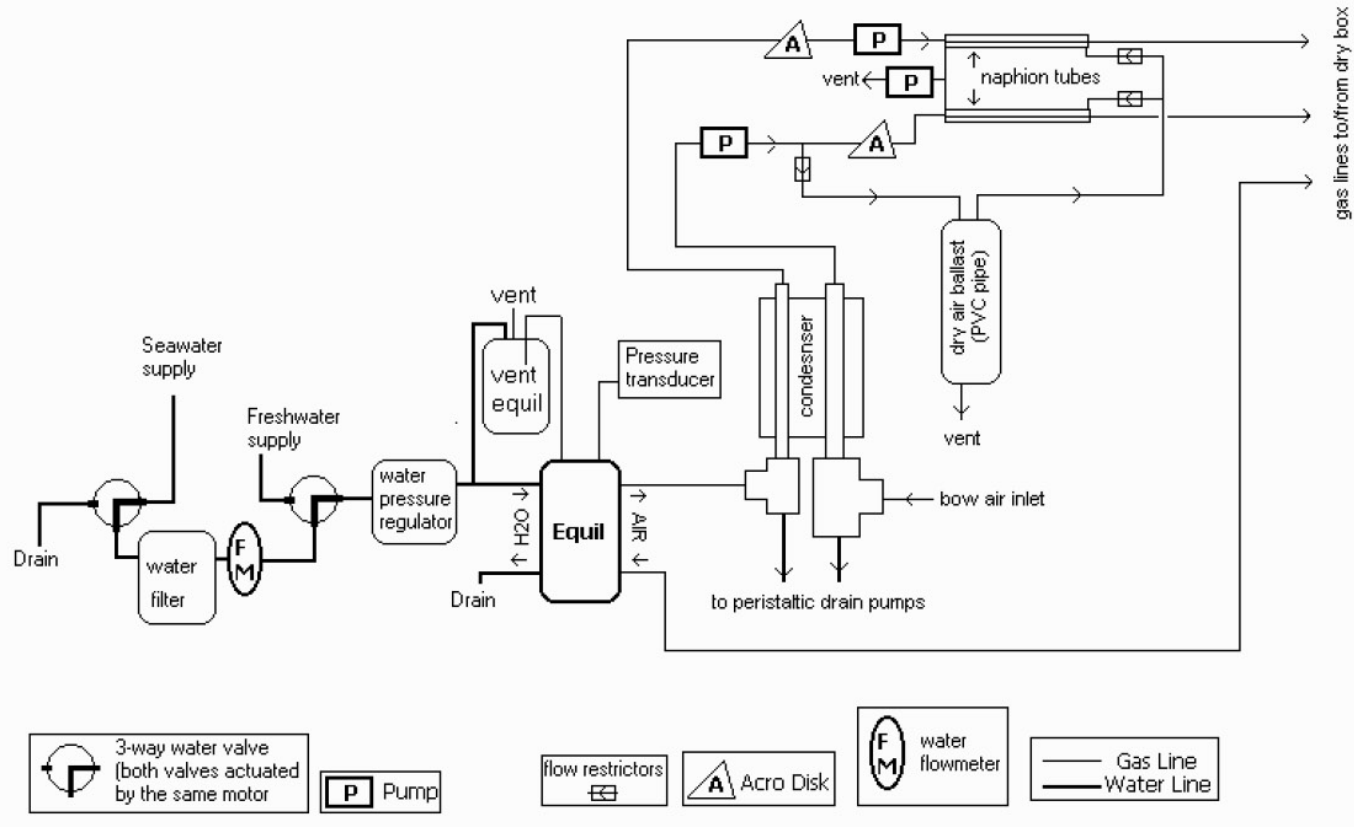 A
P
vent
P
naphion tubes
P
A
gas lines to/from dry box
dry air ballast
(PVC pipe)
vent
condesnser
vent
vent
equil
Pressure
transducer
Seawater
supply
Freshwater
supply
water
pressure
regulator
H2O
Equil
AIR
bow air inlet
Drain
water
filter
F
M
Drain
to peristaltic drain pumps
3-way water valve
(both valves actuated
by the same motor
P Pump
flow restrictors
A Acro Disk
F
M
water
flowmeter
Gas Line
Water Line